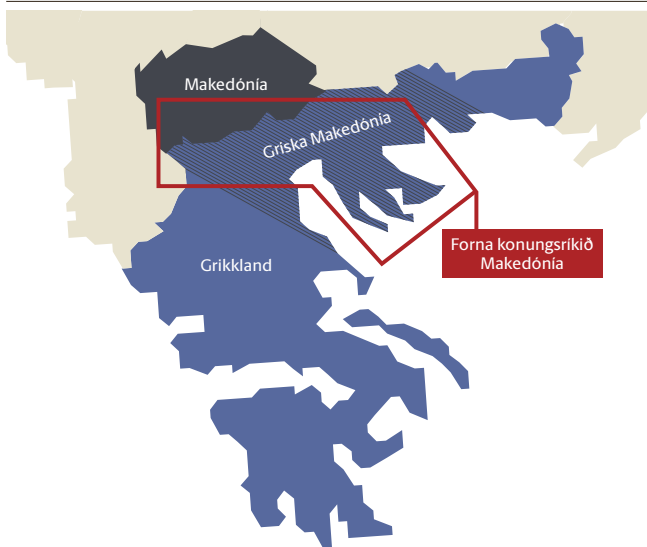 Makedónía
Gríska Makedónía
Grikkland
Forna konungsríkið
Makedónía